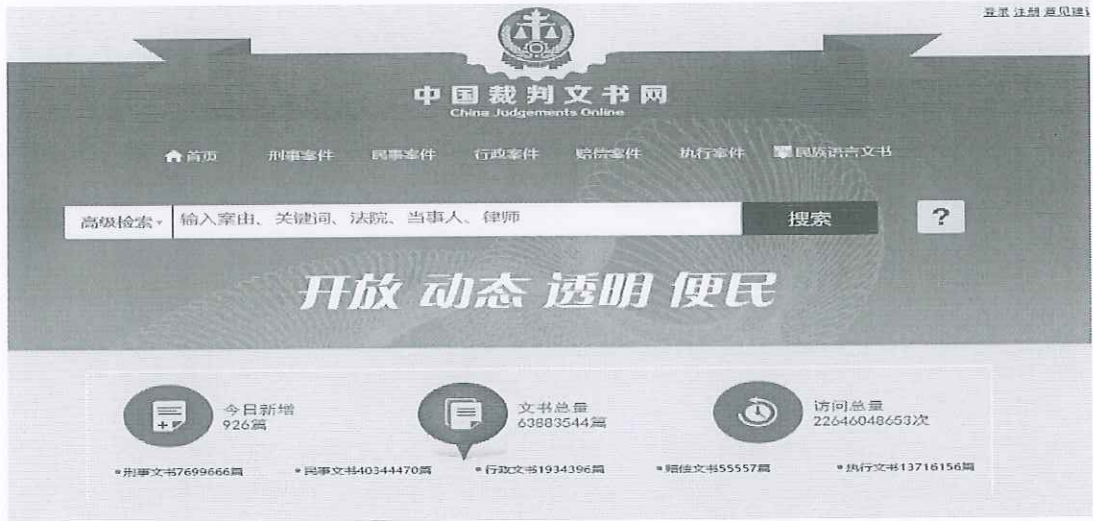 登录 注册 意见建议
中国裁判文书网
China Judgements Online
首页 刑事案件 民事案件 行政案件 赔偿案件 执行案件 民族语言文书
高级检索 输入案由、关键词、法院、当事人、律师 搜索 ?
开放 动态 透明 便民
今日新增 文书总量 访问总量
926篇 63883544篇 22646048653次
刑事文书7699666篇 民事文书40344470篇 行政文书1934396篇 赔偿文书55557篇 执行文书13716156篇